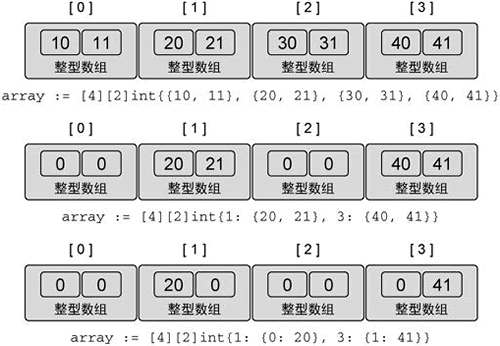 [0] [1] [2] [3]
10 11 20 21 30 31 40 41
整型数组 整型数组 整型数组 整型数组
array := [4][2]int{{10, 11}, {20, 21}, {30, 31}, {40, 41}}
[0] [1] [2] [3]
0 0 20 21 0 0 40 41
整型数组 整型数组 整型数组 整型数组
array := [4][2]int{1: {20, 21}, 3: {40, 41}}
[0] [1] [2] [3]
0 0 20 0 0 0 0 41
整型数组 整型数组 整型数组 整型数组
array := [4][2]int{1: {0: 20}, 3: {1: 41}}